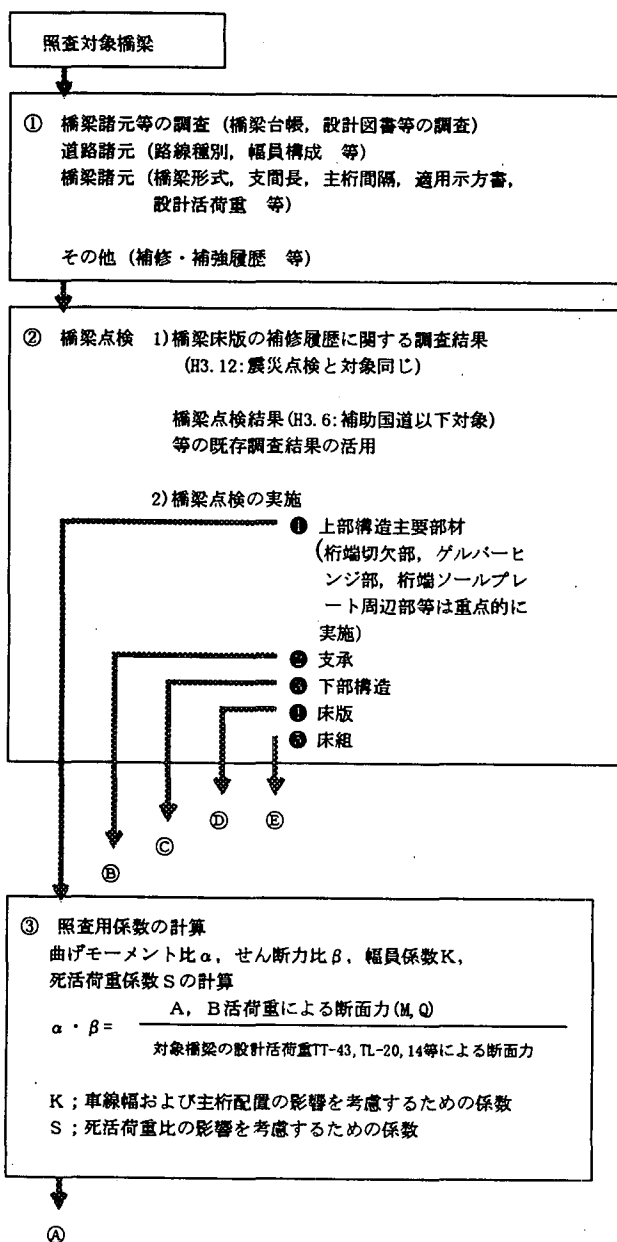 照査対象橋梁
① 橋梁諸元等の調査 (橋梁台帳, 設計図書等の調査)
道路諸元 (路線種別, 幅員構成 等)
橋梁諸元 (橋梁形式, 支間長, 主桁間隔, 適用示方書,
設計活荷重 等)
その他 (補修・補強履歴 等)
② 橋梁点検 1)橋梁床版の補修履歴に関する調査結果
(H3.12:震災点検と対象同じ)
橋梁点検結果(H3.6:補助国道以下対象)
等の既存調査結果の活用
2)橋梁点検の実施
❶ 上部構造主要部材
(桁端切欠部, ゲルバーヒ
ンジ部, 桁端ソールプレ
ート周辺部等は重点的に
実施)
❷ 支承
❸ 下部構造
❹ 床版
❺ 床組
Ⓓ Ⓔ
Ⓒ
Ⓑ
③ 照査用係数の計算
曲げモーメント比α, せん断力比β, 幅員係数K,
死活荷重係数Sの計算
α・β= A, B活荷重による断面力(M,Q)
対象橋梁の設計活荷重TT-43,TL-20,14等による断面力
K ; 車線幅および主桁配置の影響を考慮するための係数
S ; 死活荷重比の影響を考慮するための係数
Ⓐ